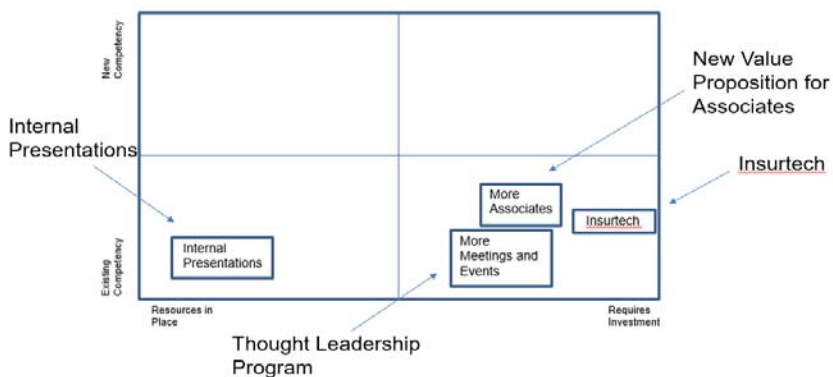 New
Competency
New Value
Proposition for
Associates
Internal
Presentations
Insurtech
More
Associates
Insurtech
Internal
Presentations
More
Meetings and
Events
Existing
Competency
Resources in
Place
Requires
Investment
Thought Leadership
Program